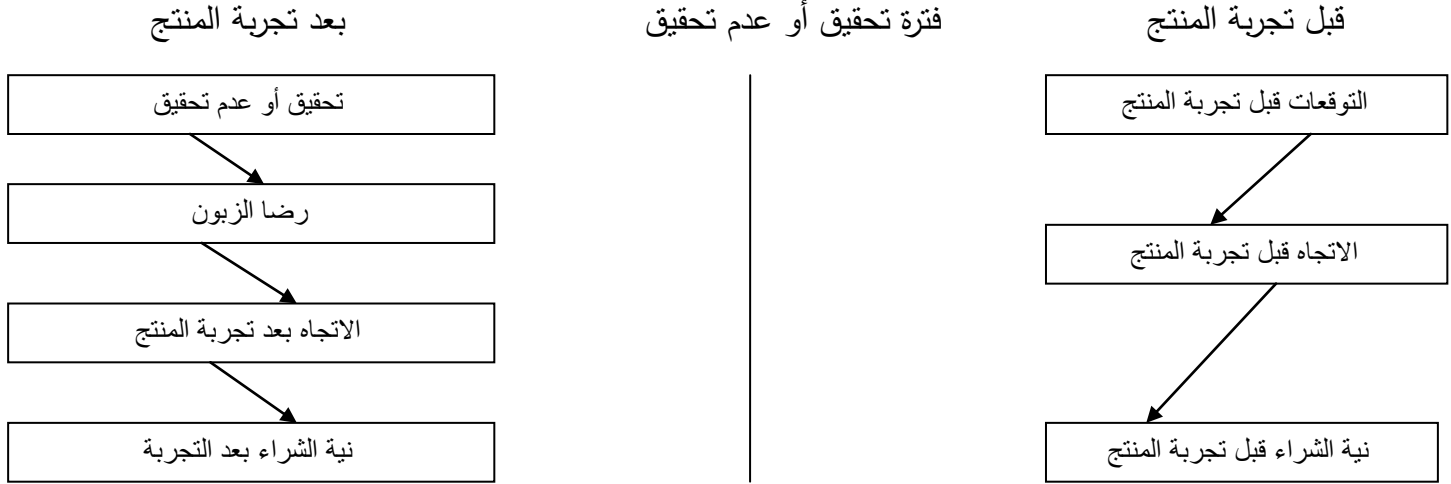 قبل تجربة المنتج
فترة تحقيق أو عدم تحقيق
بعد تجربة المنتج
التوقعات قبل تجربة المنتج
تحقيق أو عدم تحقيق
رضا الزبون
الاتجاه قبل تجربة المنتج
الاتجاه بعد تجربة المنتج
نية الشراء قبل تجربة المنتج
نية الشراء بعد التجربة